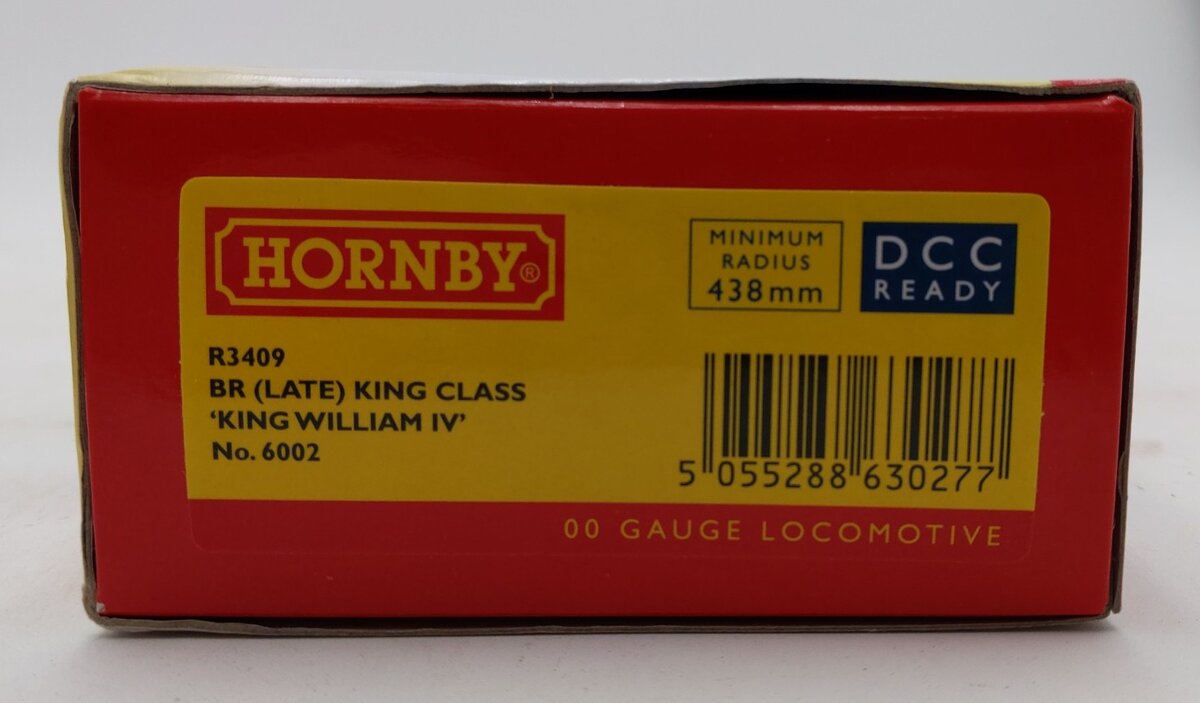 HORNBY®
MINIMUM
RADIUS
438mm
DCC
READY
R3409
BR (LATE) KING CLASS
‘KING WILLIAM IV’
No. 6002
5 055288 630277
00 GAUGE LOCOMOTIVE